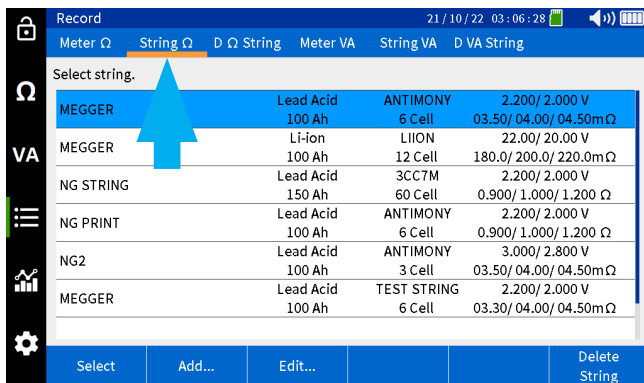 Record 21/10/22 03:06:28
Meter Ω String Ω D Ω String Meter VA String VA D VA String
Select string.
Ω
VA
MEGGER Lead Acid ANTIMONY 2.200/ 2.000 V
100 Ah 6 Cell 03.50/ 04.00/ 04.50mΩ
MEGGER Li-ion LIION 22.00/ 20.00 V
100 Ah 12 Cell 180.0/ 200.0/ 220.0mΩ
NG STRING Lead Acid 3CC7M 2.200/ 2.000 V
150 Ah 60 Cell 0.900/ 1.000/ 1.200 Ω
NG PRINT Lead Acid ANTIMONY 2.200/ 2.000 V
100 Ah 6 Cell 0.900/ 1.000/ 1.200 Ω
NG2 Lead Acid ANTIMONY 3.000/ 2.800 V
100 Ah 3 Cell 03.50/ 04.00/ 04.50mΩ
MEGGER Lead Acid TEST STRING 2.200/ 2.000 V
100 Ah 6 Cell 03.30/ 04.00/ 04.50mΩ
Select Add... Edit... Delete
String